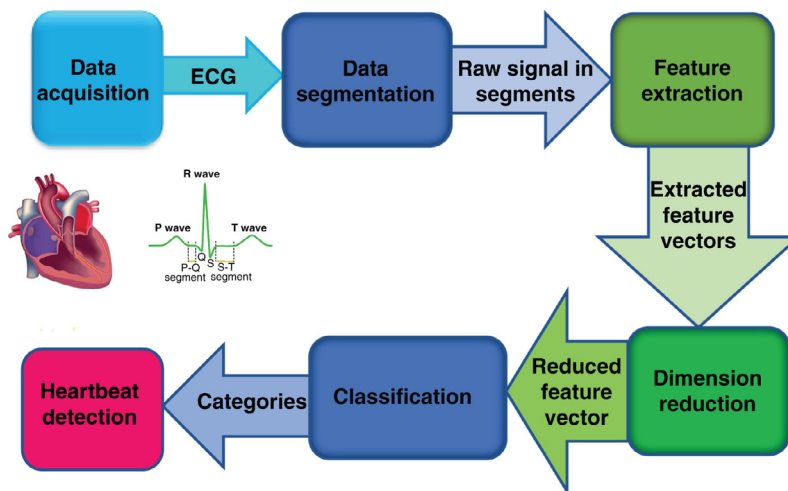 Data
acquisition
ECG
Data
segmentation
Raw signal in
segments
Feature
extraction
Extracted
feature
vectors
R wave
P wave
T wave
Q
S
P-Q
segment
S-T
segment
Heartbeat
detection
Categories
Classification
Reduced
feature
vector
Dimension
reduction